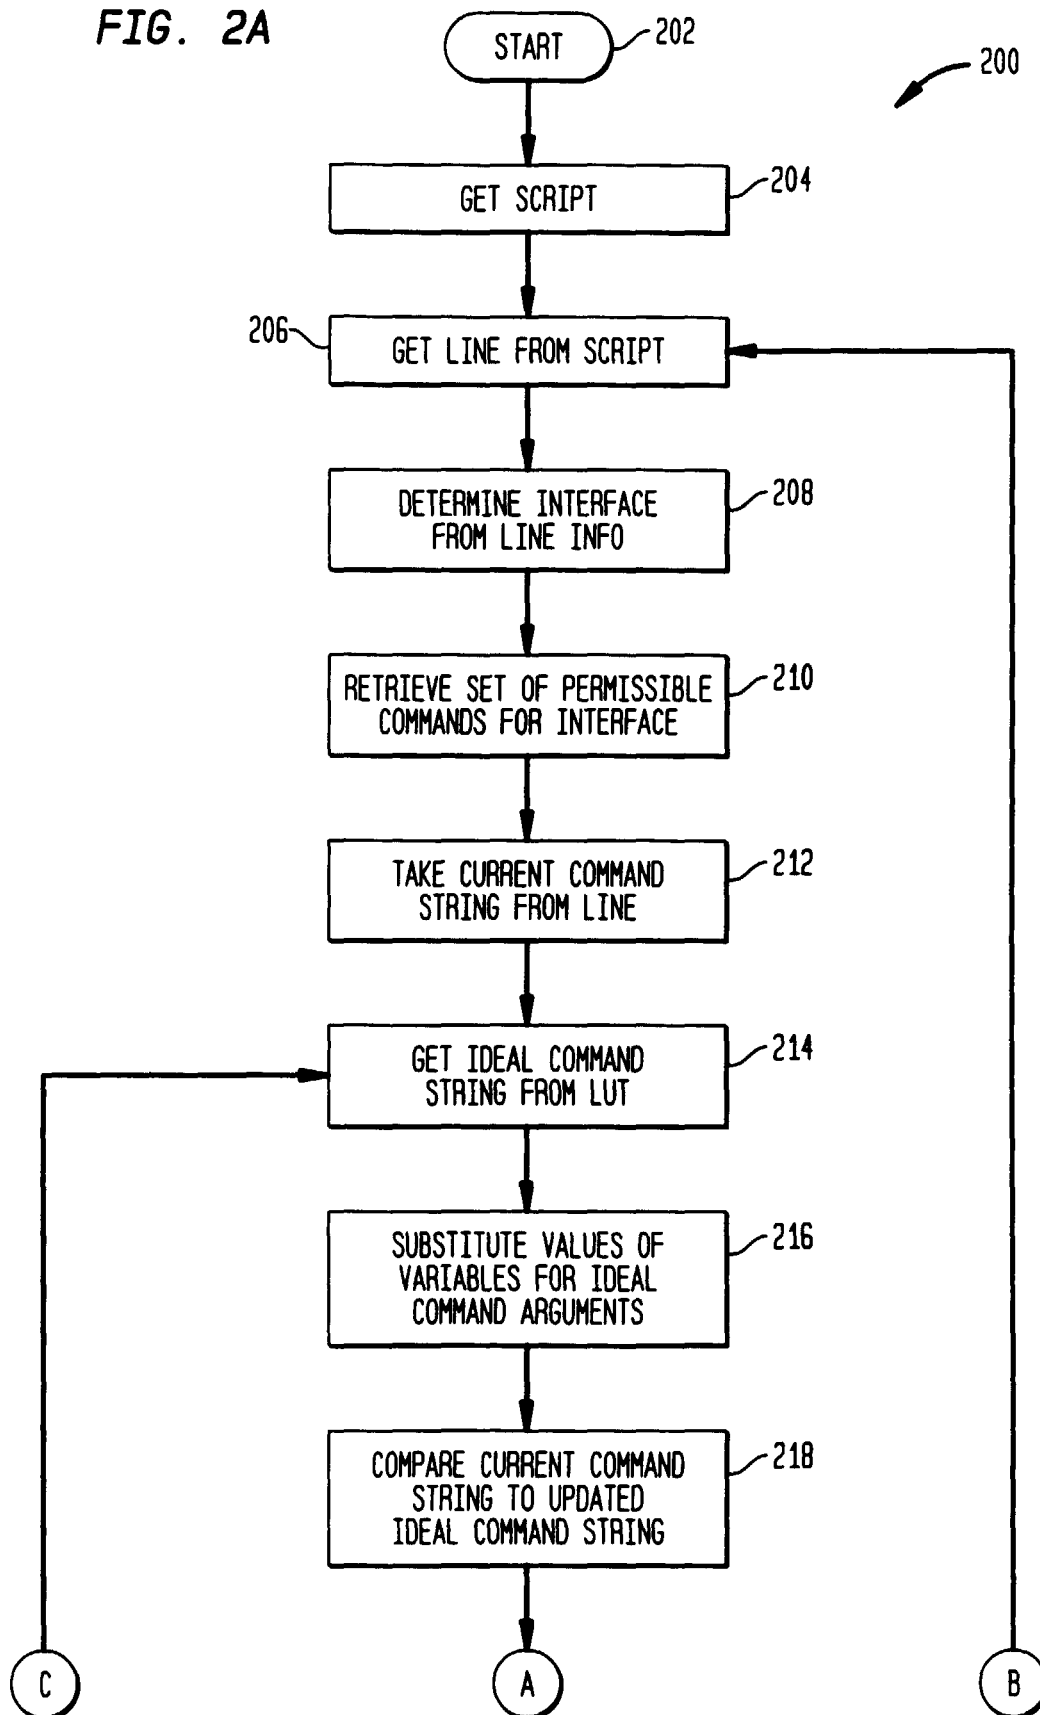 FIG. 2A
START
202
200
GET SCRIPT
204
206
GET LINE FROM SCRIPT
DETERMINE INTERFACE
FROM LINE INFO
208
RETRIEVE SET OF PERMISSIBLE
COMMANDS FOR INTERFACE
210
TAKE CURRENT COMMAND
STRING FROM LINE
212
GET IDEAL COMMAND
STRING FROM LUT
214
SUBSTITUTE VALUES OF
VARIABLES FOR IDEAL
COMMAND ARGUMENTS
216
COMPARE CURRENT COMMAND
STRING TO UPDATED
IDEAL COMMAND STRING
218
C
A
B